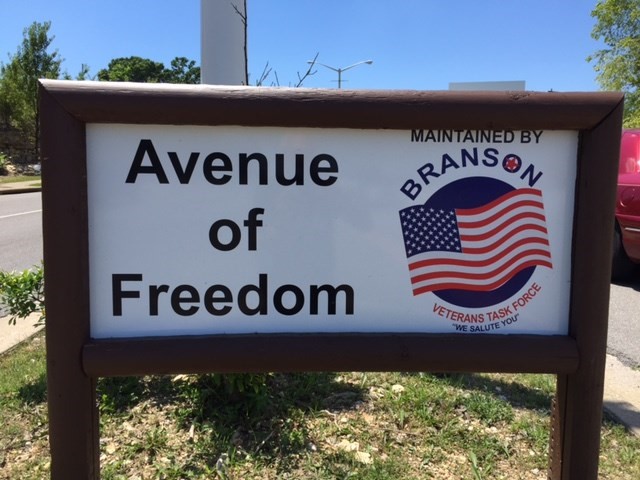 Avenue
of
Freedom
MAINTAINED BY
BRANSON
VETERANS TASK FORCE
"WE SALUTE YOU"